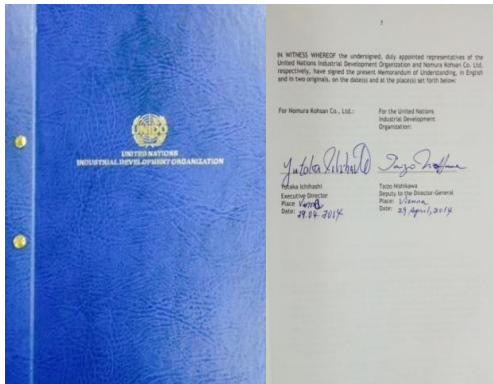 UNIDO
UNITED NATIONS
INDUSTRIAL DEVELOPMENT ORGANIZATION
7
IN WITNESS WHEREOF the undersigned, duly appointed representatives of the
United Nations Industrial Development Organization and Nomura Kohsan Co. Ltd,
respectively, have signed the present Memorandum of Understanding, in English
and in two originals, on the date(s) and at the place(s) set forth below:
For Nomura Kohsan Co., Ltd.:
Yutaka Ichihashi
Yutaka Ichihashi
Executive Director
Place
Date: 29.04.2014
For the United Nations
Industrial Development
Organization:
Taizo Nishikawa
Deputy to the Director-General
Place: Vienna
Date: 29 April, 2014